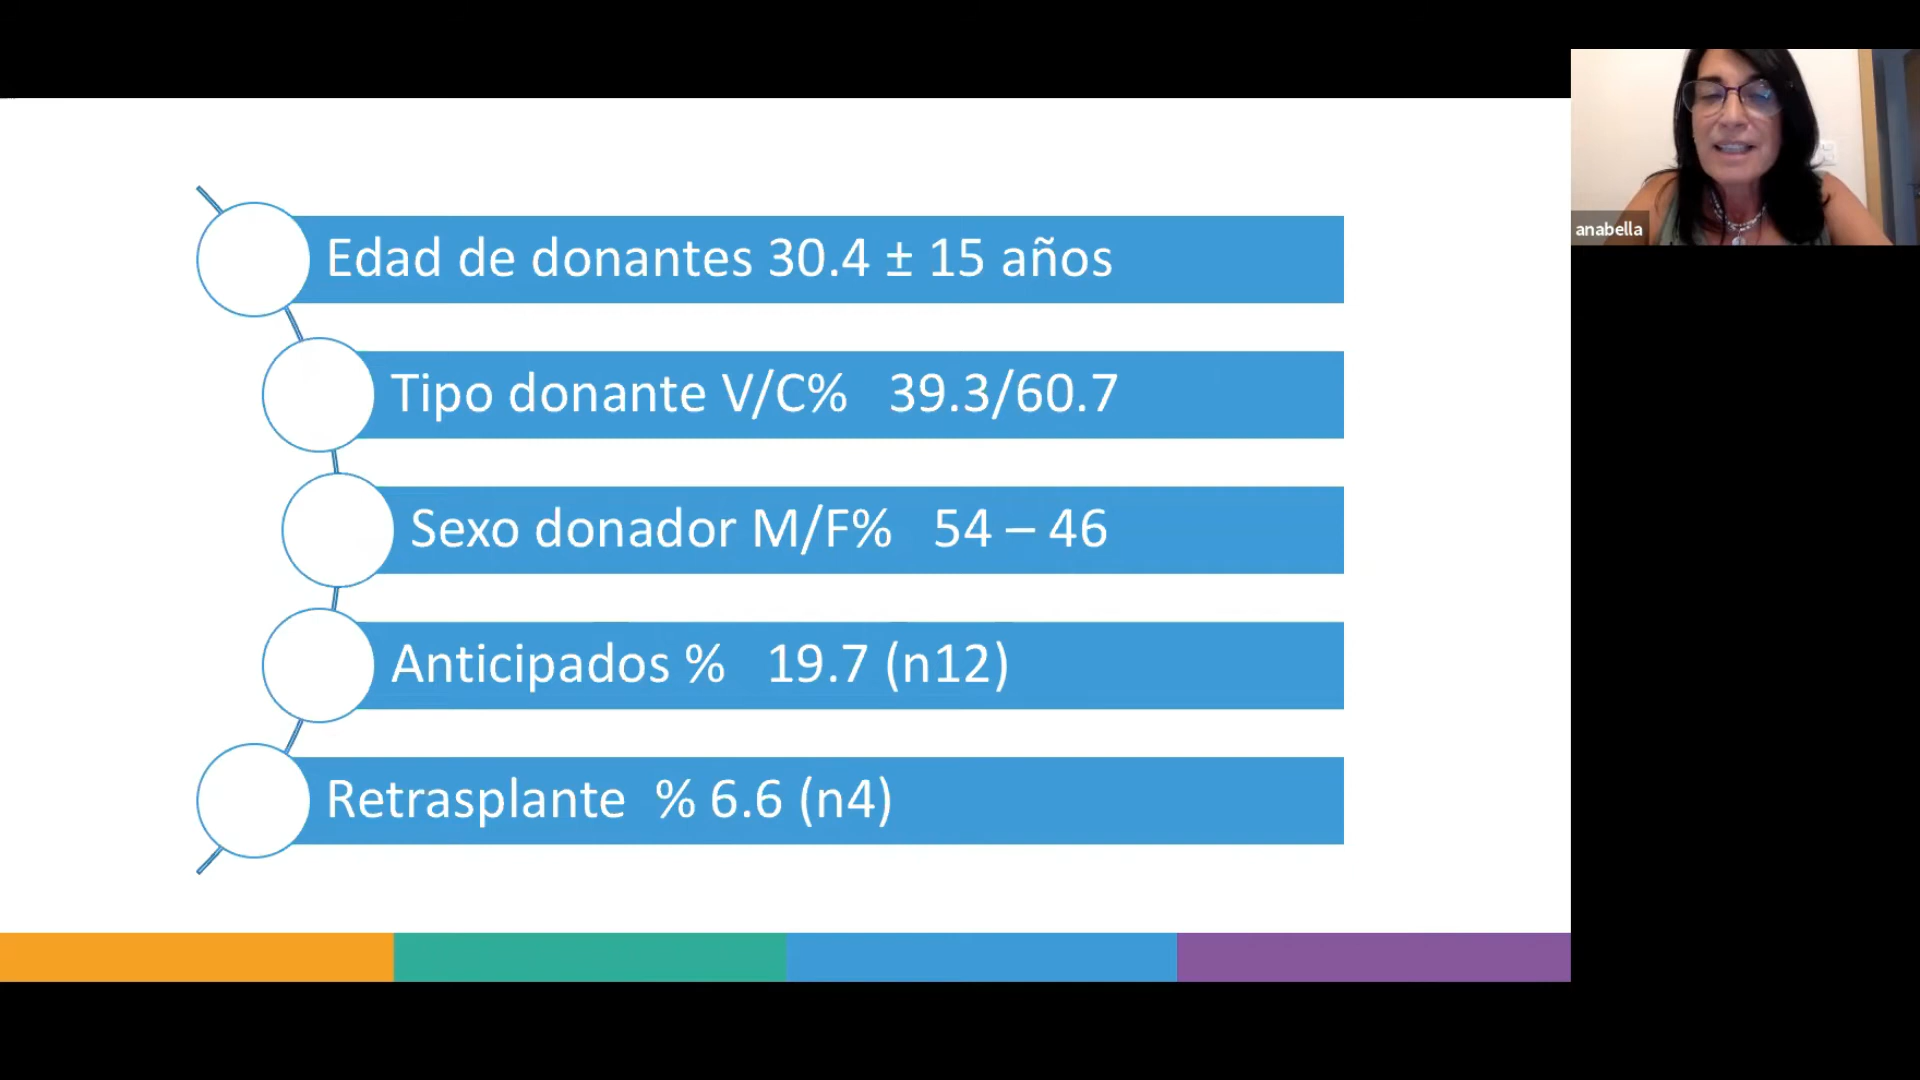 Edad de donantes 30.4 ± 15 años
Tipo donante V/C% 39.3/60.7
Sexo donador M/F% 54 – 46
Anticipados % 19.7 (n12)
Retrasplante % 6.6 (n4)
anabella